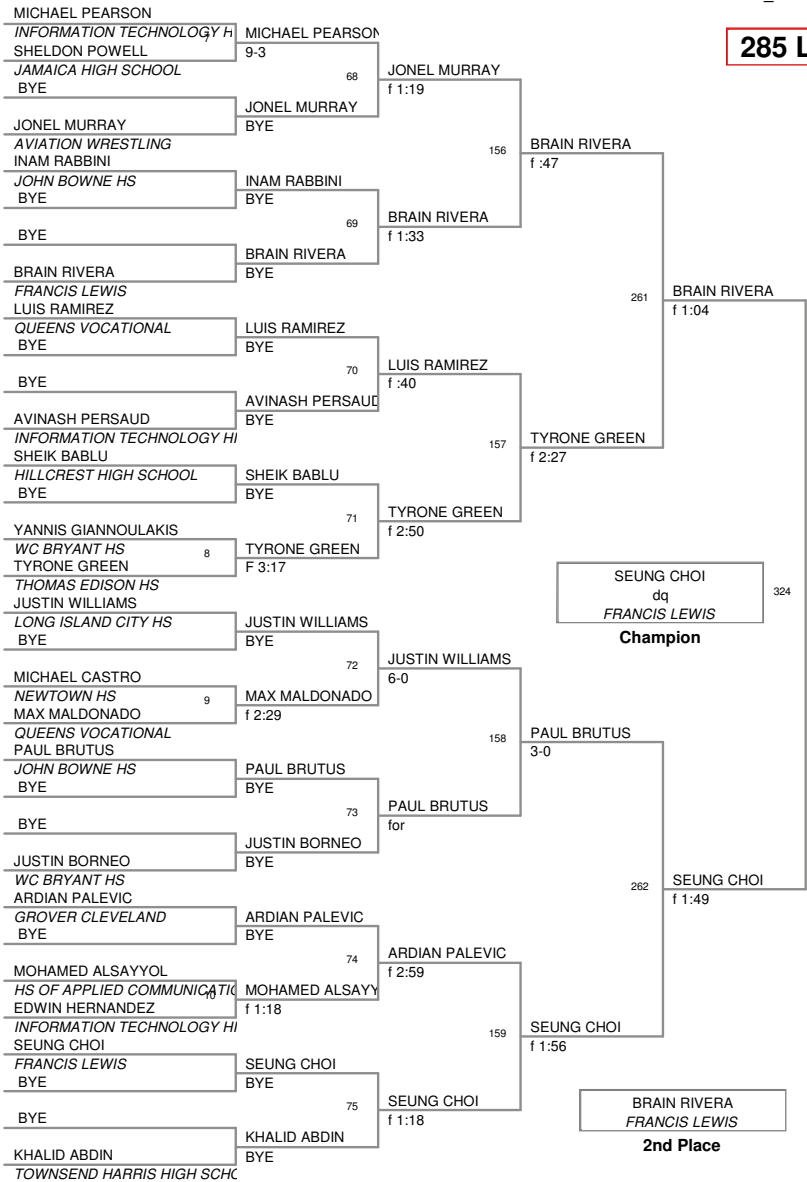 285 L
MICHAEL PEARSON
INFORMATION TECHNOLOGY H
7
SHELDON POWELL
JAMAICA HIGH SCHOOL
BYE
JONEL MURRAY
AVIATION WRESTLING
INAM RABBINI
JOHN BOWNE HS
BYE
BYE
BRAIN RIVERA
FRANCIS LEWIS
LUIS RAMIREZ
QUEENS VOCATIONAL
BYE
BYE
AVINASH PERSAUD
INFORMATION TECHNOLOGY HI
SHEIK BABLU
HILLCREST HIGH SCHOOL
BYE
YANNIS GIANNOULAKIS
WC BRYANT HS
8
TYRONE GREEN
THOMAS EDISON HS
JUSTIN WILLIAMS
LONG ISLAND CITY HS
BYE
MICHAEL CASTRO
NEWTOWN HS
9
MAX MALDONADO
QUEENS VOCATIONAL
PAUL BRUTUS
JOHN BOWNE HS
BYE
BYE
JUSTIN BORNEO
WC BRYANT HS
ARDIAN PALEVIC
GROVER CLEVELAND
BYE
MOHAMED ALSAYYOL
HS OF APPLIED COMMUNICATIO
10
EDWIN HERNANDEZ
INFORMATION TECHNOLOGY HI
SEUNG CHOI
FRANCIS LEWIS
BYE
BYE
KHALID ABDIN
TOWNSEND HARRIS HIGH SCHO
MICHAEL PEARSON
9-3
68
JONEL MURRAY
BYE
INAM RABBINI
BYE
69
BRAIN RIVERA
BYE
LUIS RAMIREZ
BYE
70
AVINASH PERSAUD
BYE
SHEIK BABLU
BYE
71
TYRONE GREEN
F 3:17
JUSTIN WILLIAMS
BYE
72
MAX MALDONADO
f 2:29
PAUL BRUTUS
BYE
73
JUSTIN BORNEO
BYE
ARDIAN PALEVIC
BYE
74
MOHAMED ALSAYY
f 1:18
SEUNG CHOI
BYE
75
KHALID ABDIN
BYE
JONEL MURRAY
f 1:19
156
BRAIN RIVERA
f 1:33
LUIS RAMIREZ
f :40
157
TYRONE GREEN
f 2:50
JUSTIN WILLIAMS
6-0
158
PAUL BRUTUS
for
ARDIAN PALEVIC
f 2:59
159
SEUNG CHOI
f 1:18
BRAIN RIVERA
f :47
261
TYRONE GREEN
f 2:27
PAUL BRUTUS
3-0
262
SEUNG CHOI
f 1:56
BRAIN RIVERA
f 1:04
SEUNG CHOI
f 1:49
SEUNG CHOI
dq
FRANCIS LEWIS
324
Champion
BRAIN RIVERA
FRANCIS LEWIS
2nd Place